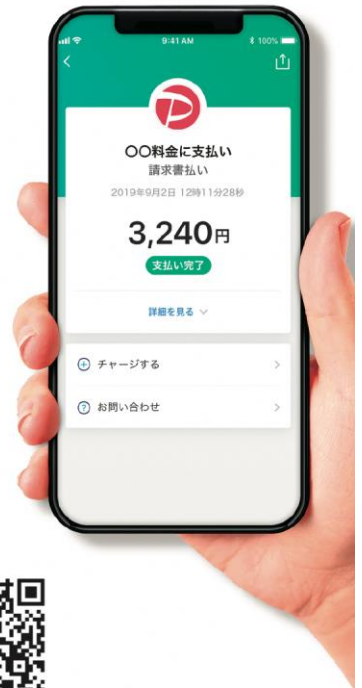 9:41 AM
100%
〇〇料金に支払い
請求書払い
2019年9月2日 12時11分28秒
3,240円
支払い完了
詳細を見る
チャージする
お問い合わせ